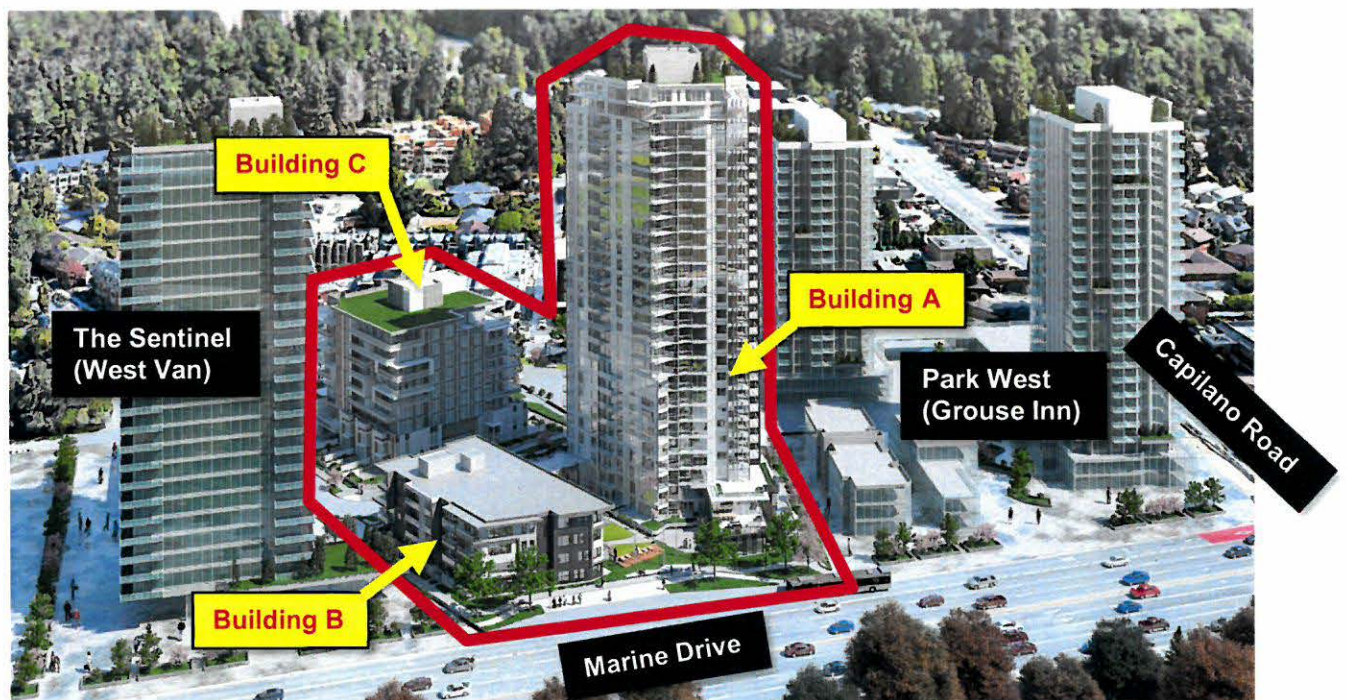 Building C
Building A
The Sentinel
(West Van)
Park West
(Grouse Inn)
Capilano Road
Building B
Marine Drive